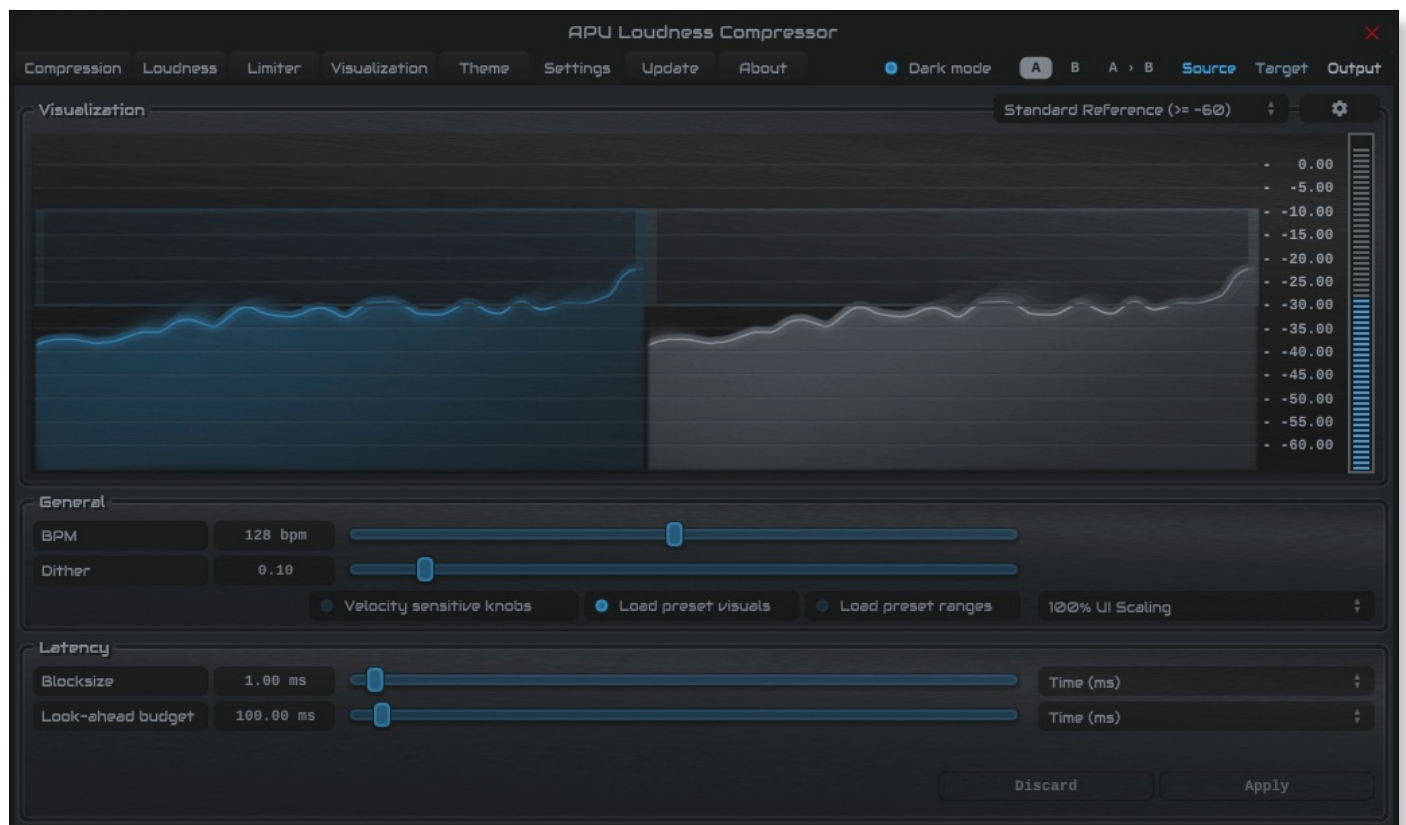 APU Loudness Compressor
Compression Loudness Limiter Visualization Theme Settings Update About Dark mode A B A › B Source Target Output
Visualization Standard Reference (>= -60)
- 0.00
- -5.00
- -10.00
- -15.00
- -20.00
- -25.00
- -30.00
- -35.00
- -40.00
- -45.00
- -50.00
- -55.00
- -60.00
General
BPM 128 bpm
Dither 0.10
Velocity sensitive knobs Load preset visuals Load preset ranges 100% UI Scaling
Latency
Blocksize 1.00 ms Time (ms)
Look-ahead budget 100.00 ms Time (ms)
Discard Apply